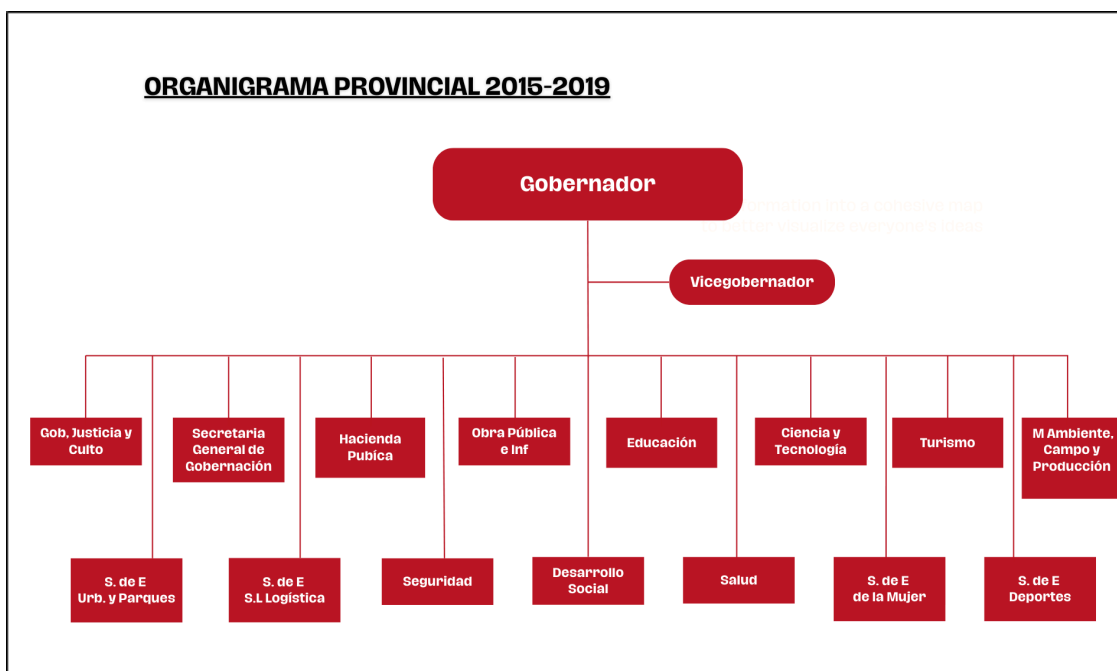 ORGANIGRAMA PROVINCIAL 2015-2019
Gobernador
Vicegobernador
Gob, Justicia y
Culto
Secretaria
General de
Gobernación
Hacienda
Pubíca
Obra Pública
e Inf
Educación
Ciencia y
Tecnología
Turismo
M Ambiente,
Campo y
Producción
S. de E
Urb. y Parques
S. de E
S.L Logística
Seguridad
Desarrollo
Social
Salud
S. de E
de la Mujer
S. de E
Deportes